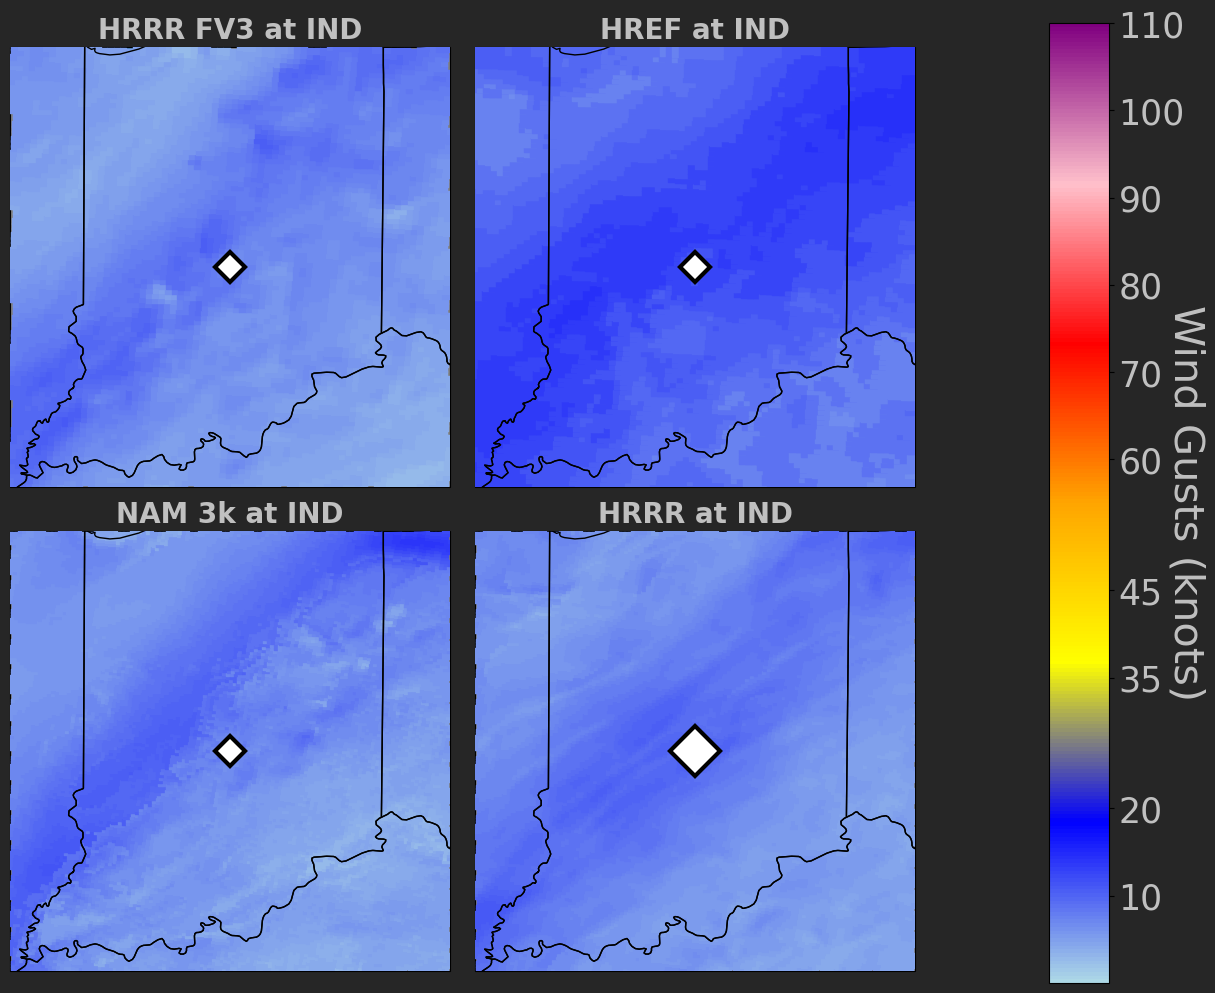 HRRR FV3 at IND
HREF at IND
NAM 3k at IND
HRRR at IND
110
100
90
80
70
60
45
35
20
10
Wind Gusts (knots)